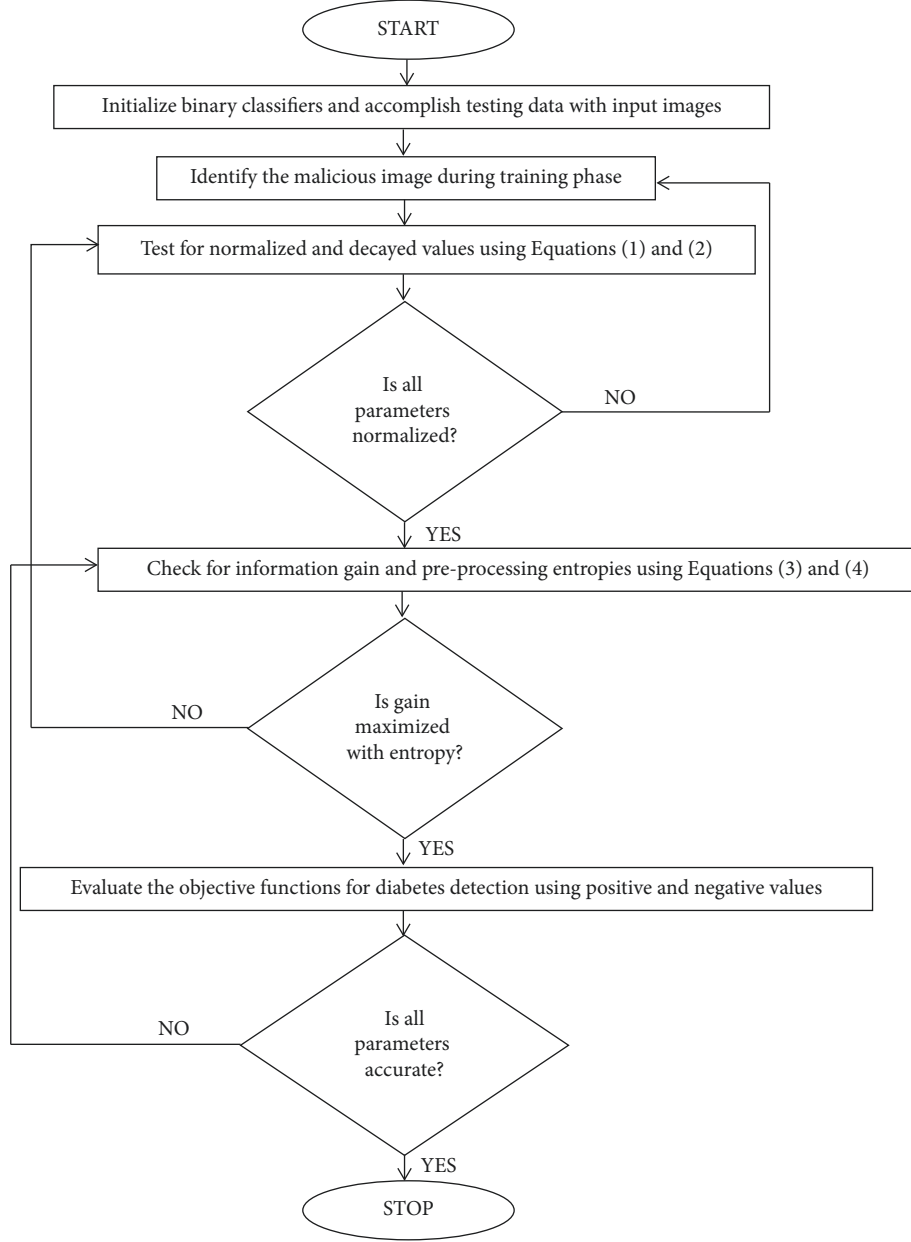 START
Initialize binary classifiers and accomplish testing data with input images
Identify the malicious image during training phase
Test for normalized and decayed values using Equations (1) and (2)
Is all
parameters
normalized?
NO
YES
Check for information gain and pre-processing entropies using Equations (3) and (4)
Is gain
maximized
with entropy?
NO
YES
Evaluate the objective functions for diabetes detection using positive and negative values
Is all
parameters
accurate?
NO
YES
STOP